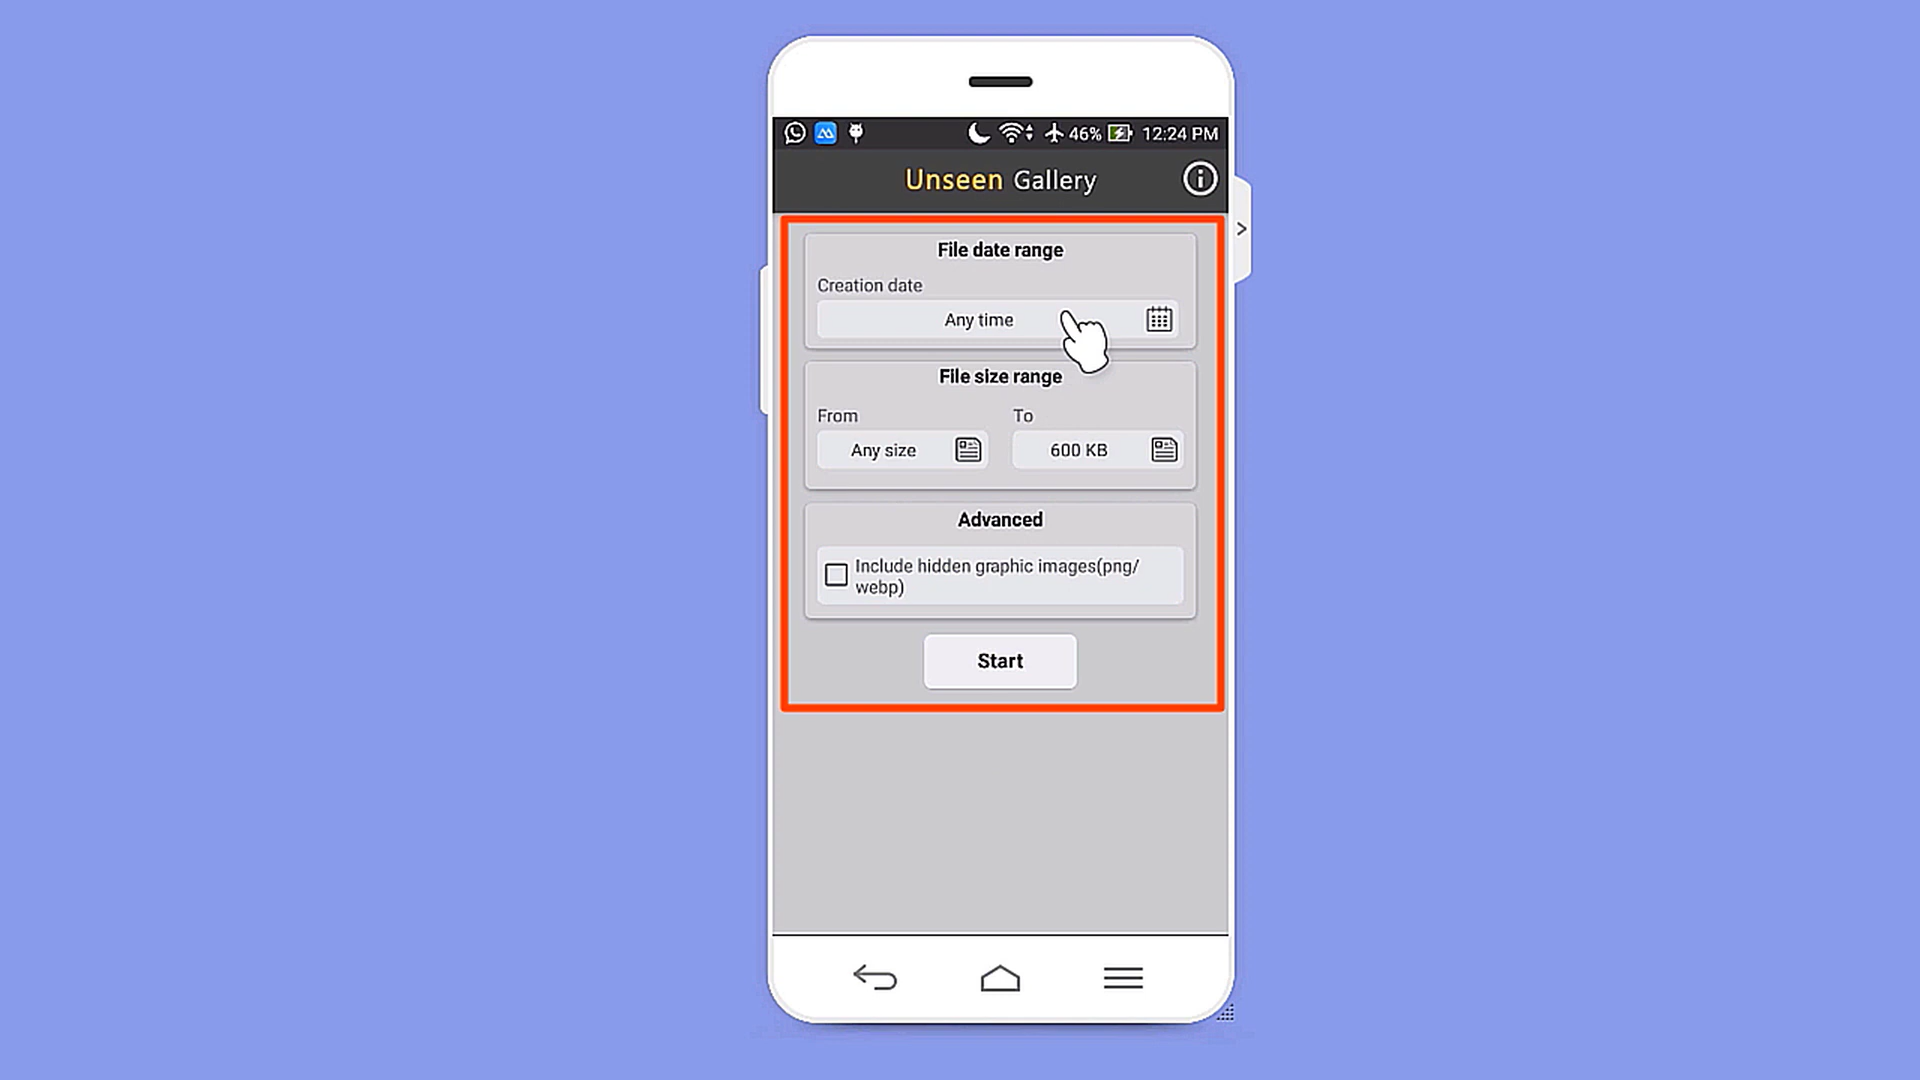 46% 12:24 PM
Unseen Gallery
File date range
Creation date
Any time
File size range
From To
Any size 600 KB
Advanced
Include hidden graphic images(png/
webp)
Start